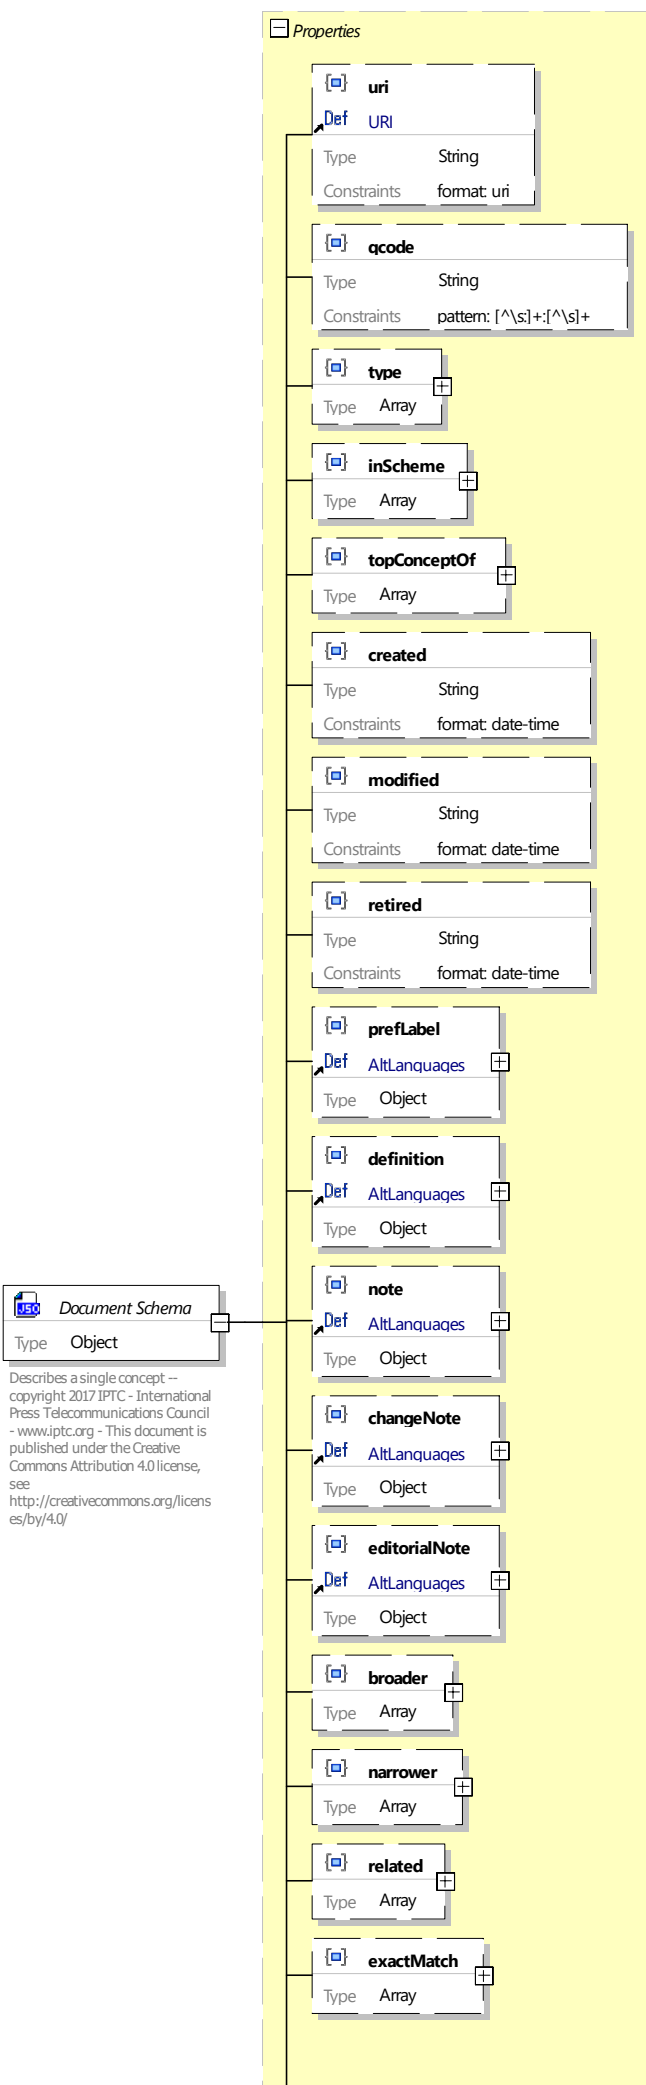 Properties
uri
Def URI
Type String
Constraints format: uri
qcode
Type String
Constraints pattern: [^\s:]+:[^\s]+
type
Type Array
inScheme
Type Array
topConceptOf
Type Array
created
Type String
Constraints format: date-time
modified
Type String
Constraints format: date-time
retired
Type String
Constraints format: date-time
prefLabel
Def AltLanguages
Type Object
definition
Def AltLanguages
Type Object
JSO Document Schema
Type Object
Describes a single concept --
copyright 2017 IPTC - International
Press Telecommunications Council
- www.iptc.org - This document is
published under the Creative
Commons Attribution 4.0 license,
see
http://creativecommons.org/licens
es/by/4.0/
note
Def AltLanguages
Type Object
changeNote
Def AltLanguages
Type Object
editorialNote
Def AltLanguages
Type Object
broader
Type Array
narrower
Type Array
related
Type Array
exactMatch
Type Array